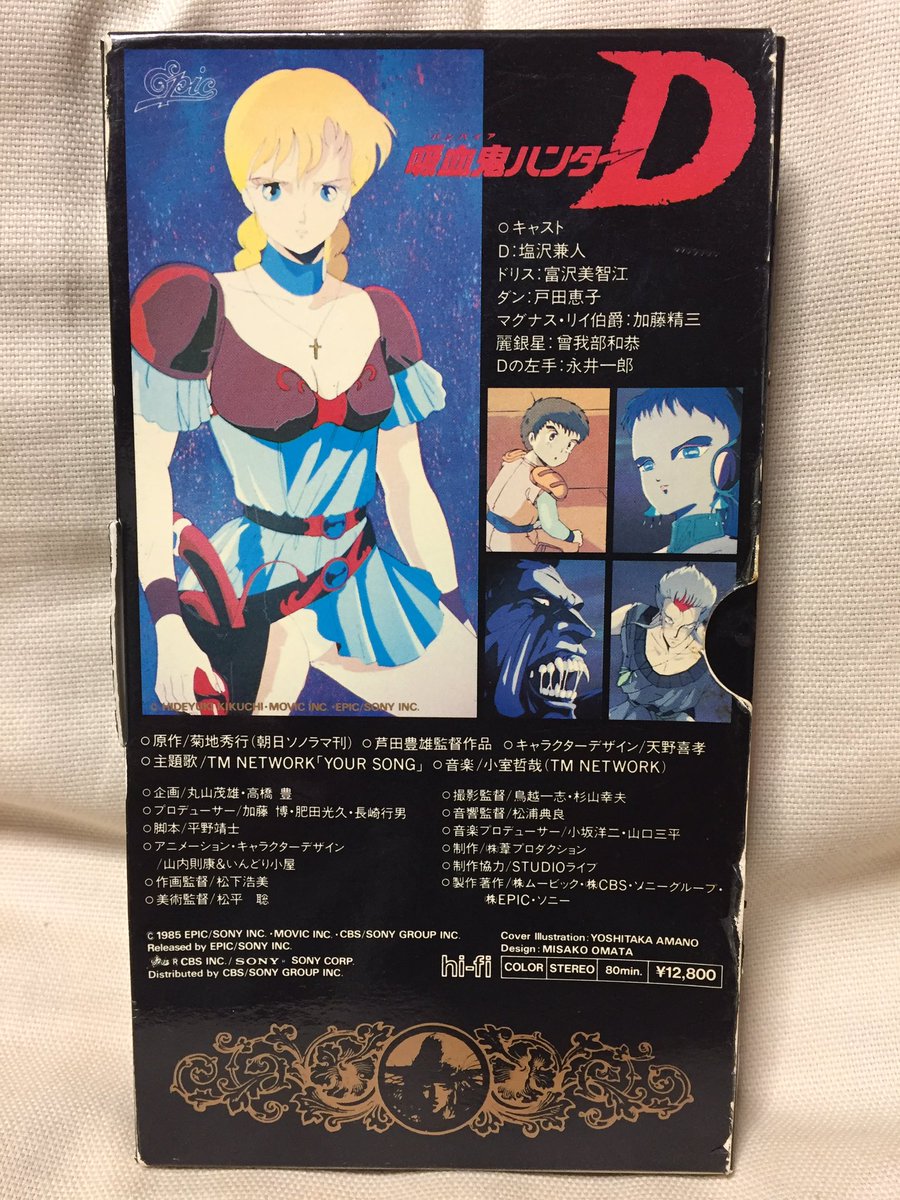 Epic
バンパイア
吸血鬼ハンターD
○キャスト
D:塩沢兼人
ドリス:富沢美智江
ダン:戸田恵子
マグナス・リイ伯爵:加藤精三
麗銀星:曾我部和恭
Dの左手:永井一郎
© HIDEYUKI KIKUCHI・MOVIC INC.・EPIC/SONY INC.
○原作/菊地秀行(朝日ソノラマ刊) ○芦田豊雄監督作品 ○キャラクターデザイン/天野喜孝
○主題歌/TM NETWORK「YOUR SONG」 ○音楽/小室哲哉(TM NETWORK)
○企画/丸山茂雄・高橋 豊
○プロデューサー/加藤 博・肥田光久・長崎行男
○脚本/平野靖士
○アニメーション・キャラクターデザイン
/山内則康&いんどり小屋
○作画監督/松下浩美
○美術監督/松平 聡
○撮影監督/鳥越一志・杉山幸夫
○音響監督/松浦典良
○音楽プロデューサー/小坂洋二・山口三平
○制作/㈱葦プロダクション
○制作協力/STUDIOライブ
○製作著作/㈱ムービック・㈱CBS・ソニーグループ・
㈱EPIC・ソニー
© 1985 EPIC/SONY INC.・MOVIC INC.・CBS/SONY GROUP INC.
Released by EPIC/SONY INC.
R CBS INC./SONY SONY CORP.
Distributed by CBS/SONY GROUP INC.
Cover Illustration:YOSHITAKA AMANO
Design:MISAKO OMATA
hi-fi COLOR STEREO 80min. ¥12,800